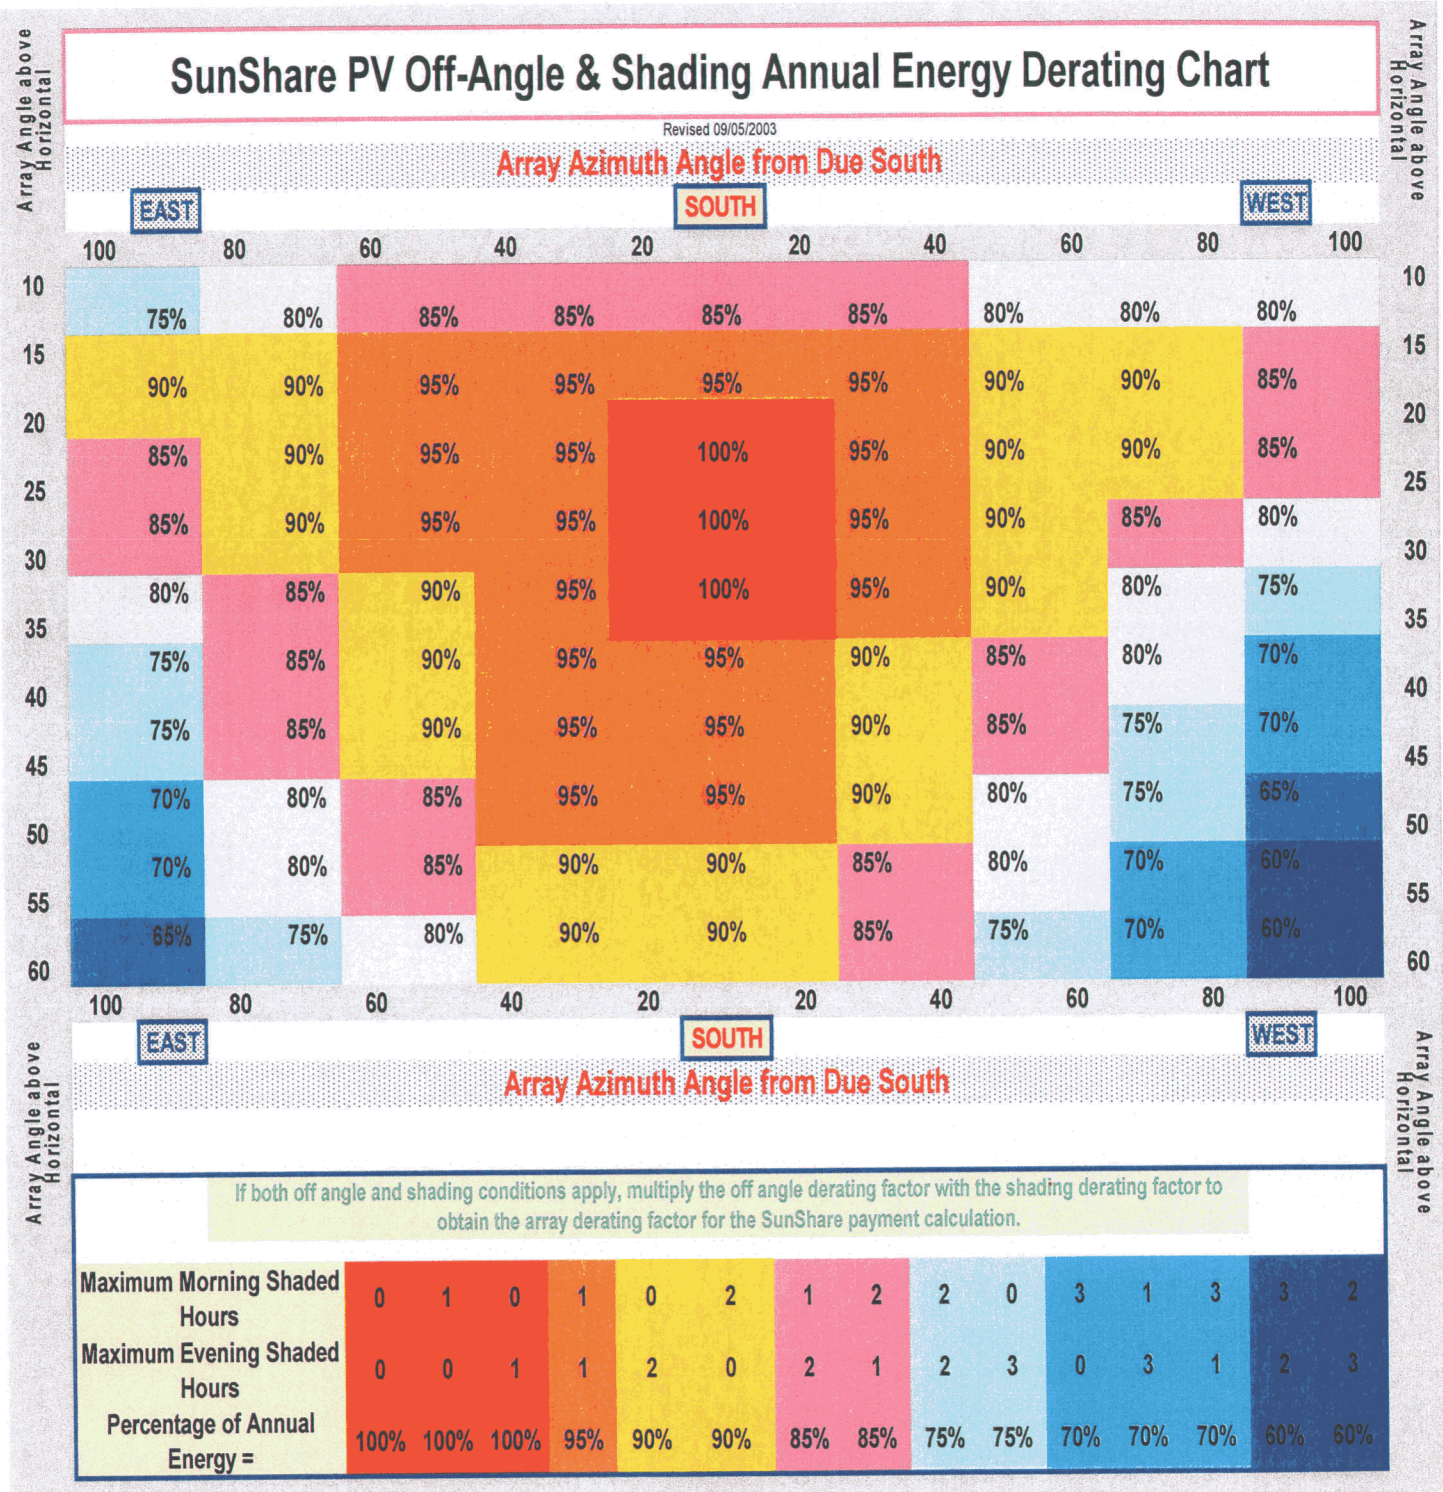 Array Angle above
Horizontal
Array Angle above
Horizontal
SunShare PV Off-Angle & Shading Annual Energy Derating Chart
Revised 09/05/2003
Array Azimuth Angle from Due South
EAST SOUTH WEST
100 80 60 40 20 20 40 60 80 100
10 10
75% 80% 85% 85% 85% 85% 80% 80% 80%
15 15
90% 90% 95% 95% 95% 95% 90% 90% 85%
20 20
85% 90% 95% 95% 100% 95% 90% 90% 85%
25 25
85% 90% 95% 95% 100% 95% 90% 85% 80%
30 30
80% 85% 90% 95% 100% 95% 90% 80% 75%
35 35
75% 85% 90% 95% 95% 90% 85% 80% 70%
40 40
75% 85% 90% 95% 95% 90% 85% 75% 70%
45 45
70% 80% 85% 95% 95% 90% 80% 75% 65%
50 50
70% 80% 85% 90% 90% 85% 80% 70% 60%
55 55
65% 75% 80% 90% 90% 85% 75% 70% 60%
60 60
100 80 60 40 20 20 40 60 80 100
EAST SOUTH WEST
Array Azimuth Angle from Due South
Array Angle above
Horizontal
Array Angle above
Horizontal
If both off angle and shading conditions apply, multiply the off angle derating factor with the shading derating factor to
obtain the array derating factor for the SunShare payment calculation.
Maximum Morning Shaded
Hours
0 1 0 1 0 2 1 2 2 0 3 1 3 3 2
Maximum Evening Shaded
Hours
0 0 1 1 2 0 2 1 2 3 0 3 1 2 3
Percentage of Annual
Energy =
100% 100% 100% 95% 90% 90% 85% 85% 75% 75% 70% 70% 70% 60% 60%